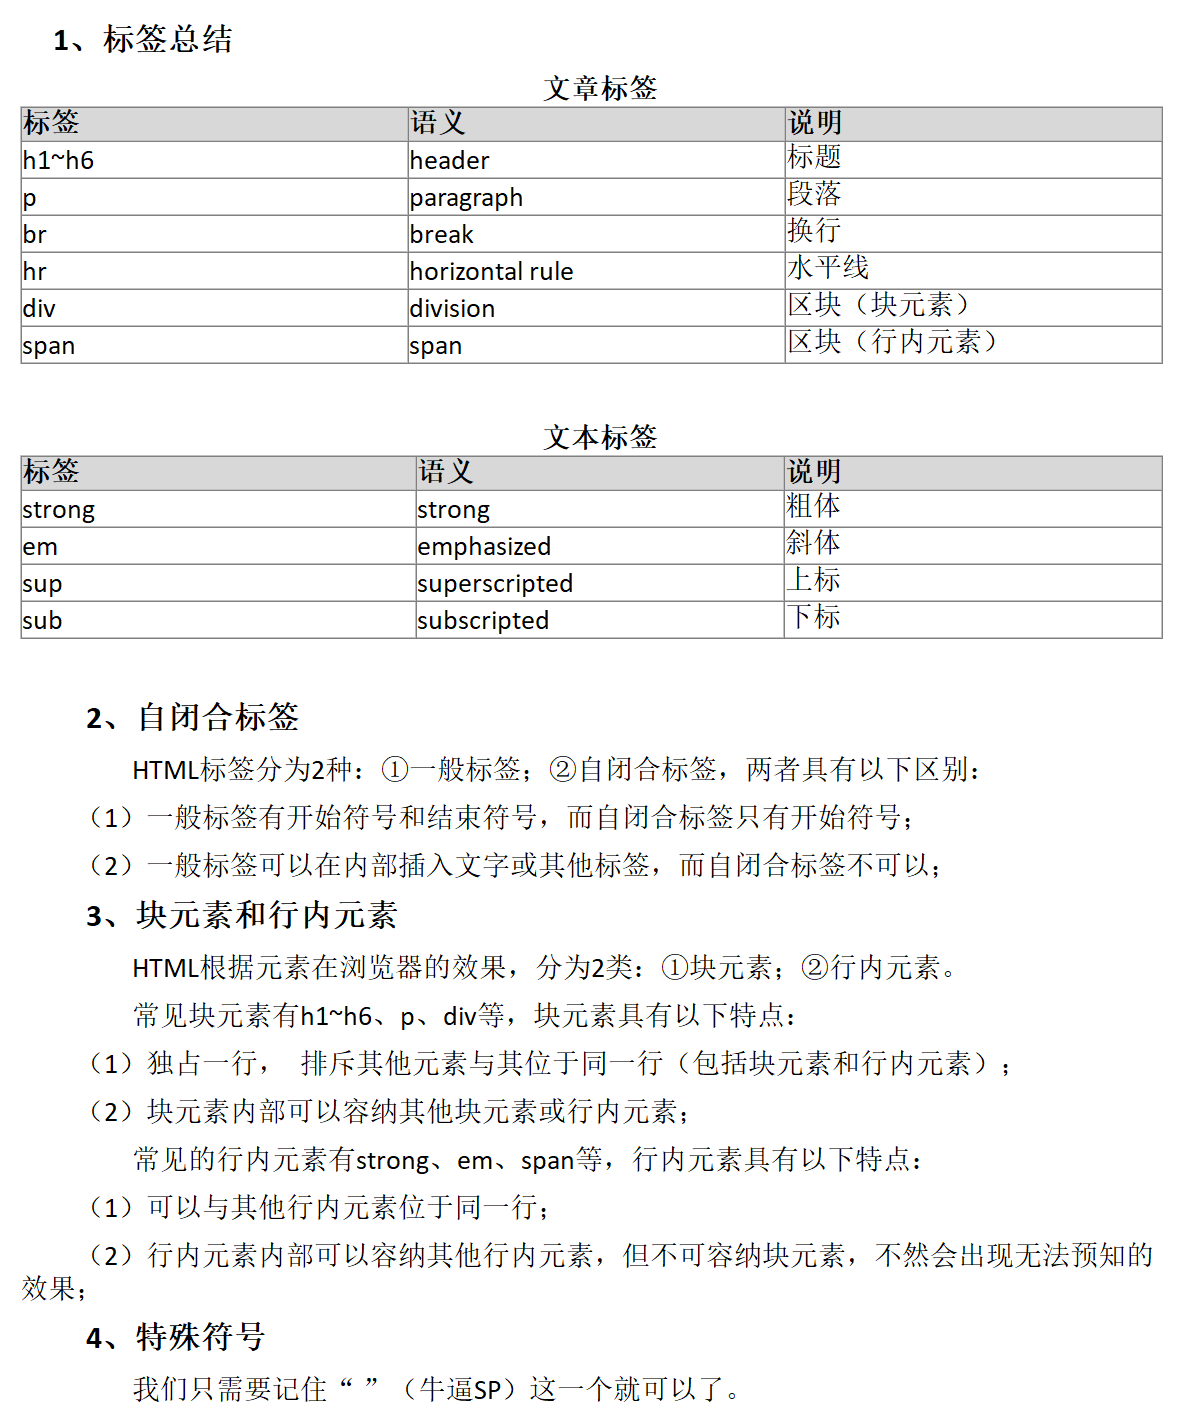 1、标签总结
文章标签
标签 语义 说明
h1~h6 header 标题
p paragraph 段落
br break 换行
hr horizontal rule 水平线
div division 区块（块元素）
span span 区块（行内元素）
文本标签
标签 语义 说明
strong strong 粗体
em emphasized 斜体
sup superscripted 上标
sub subscripted 下标
2、自闭合标签
HTML标签分为2种：①一般标签；②自闭合标签，两者具有以下区别：
（1）一般标签有开始符号和结束符号，而自闭合标签只有开始符号；
（2）一般标签可以在内部插入文字或其他标签，而自闭合标签不可以；
3、块元素和行内元素
HTML根据元素在浏览器的效果，分为2类：①块元素；②行内元素。
常见块元素有h1~h6、p、div等，块元素具有以下特点：
（1）独占一行， 排斥其他元素与其位于同一行（包括块元素和行内元素）；
（2）块元素内部可以容纳其他块元素或行内元素；
常见的行内元素有strong、em、span等，行内元素具有以下特点：
（1）可以与其他行内元素位于同一行；
（2）行内元素内部可以容纳其他行内元素，但不可容纳块元素，不然会出现无法预知的
效果；
4、特殊符号
我们只需要记住“ ”（牛逼SP）这一个就可以了。